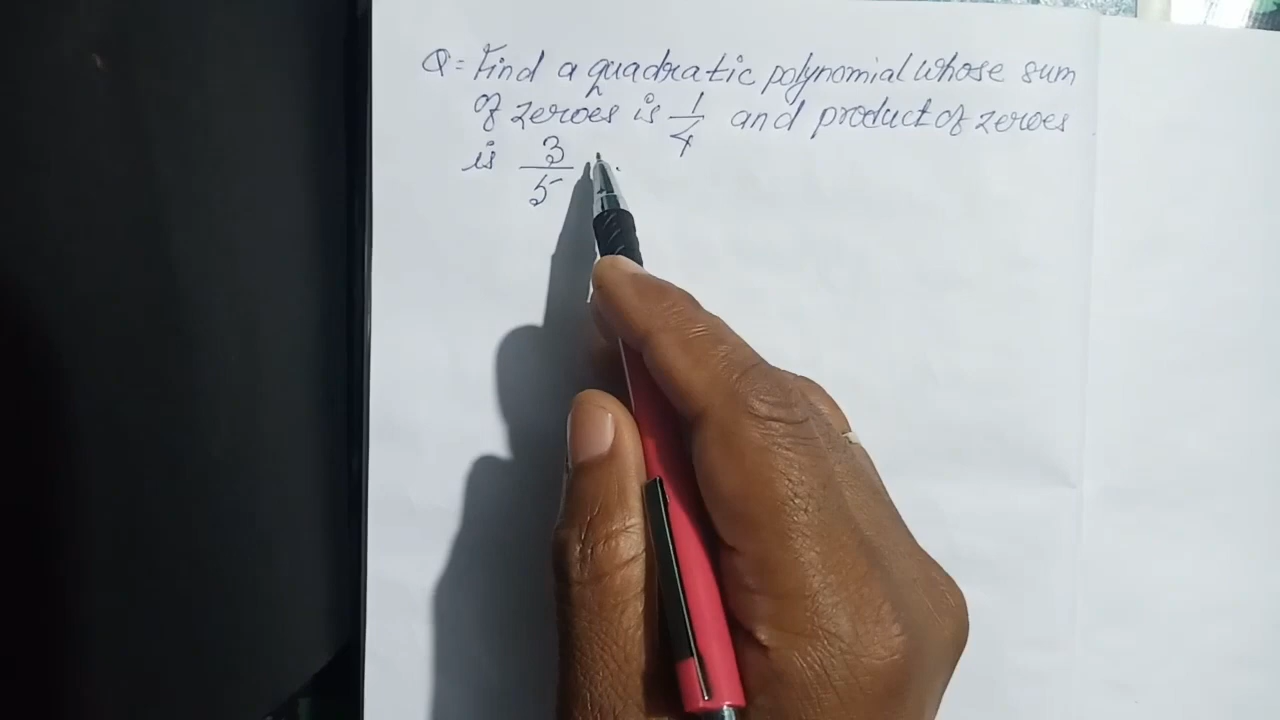 Q = Find a quadratic polynomial whose sum
of zeroes is 1/4 and product of zeroes
is 3/5 .